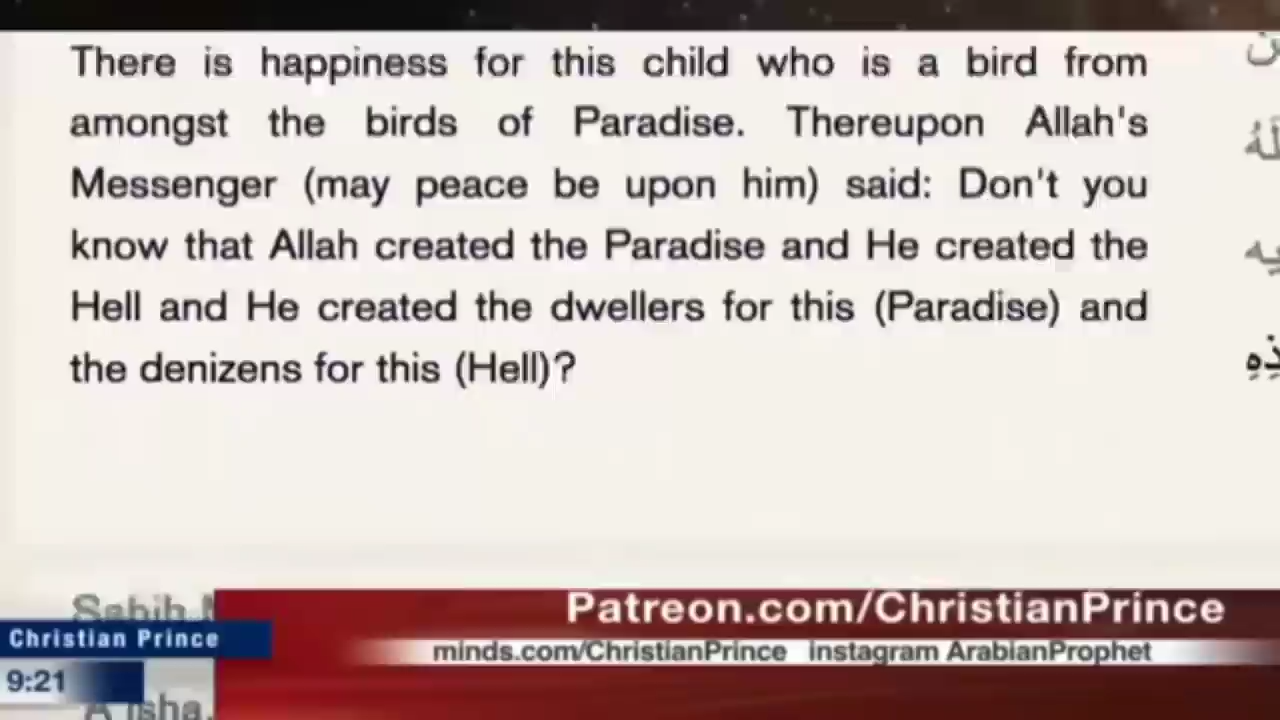 There is happiness for this child who is a bird from
amongst the birds of Paradise. Thereupon Allah's
Messenger (may peace be upon him) said: Don't you
know that Allah created the Paradise and He created the
Hell and He created the dwellers for this (Paradise) and
the denizens for this (Hell)?
Sahih
Christian Prince
9:21
A'isha,
Patreon.com/ChristianPrince
minds.com/ChristianPrince instagram ArabianProphet